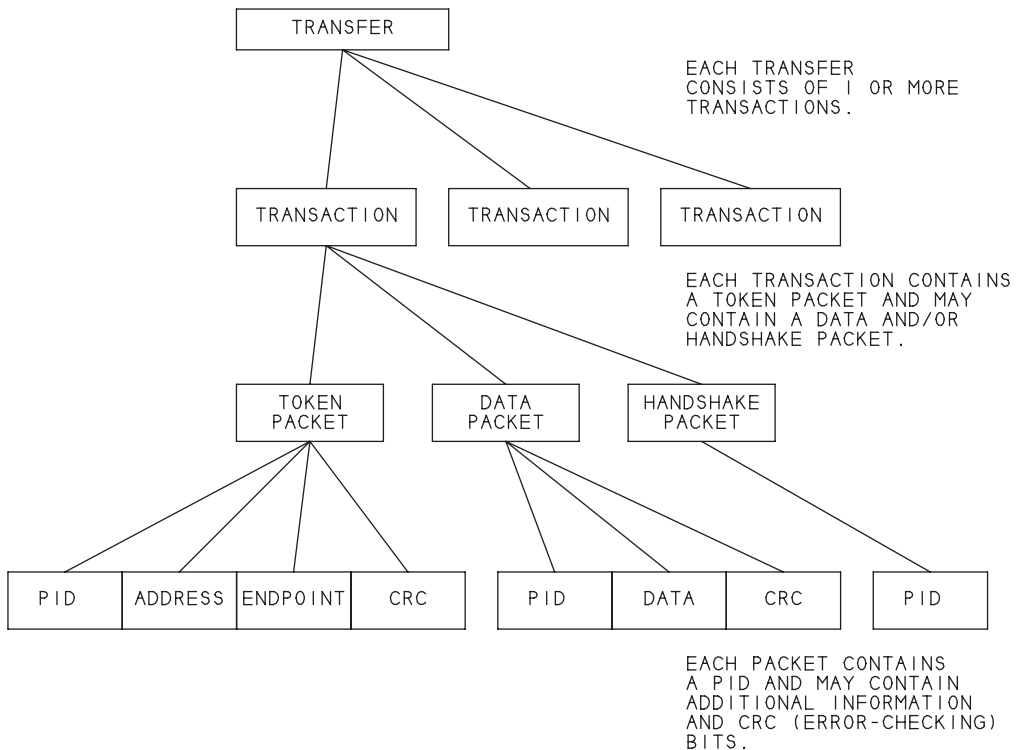 TRANSFER
EACH TRANSFER
CONSISTS OF 1 OR MORE
TRANSACTIONS.
TRANSACTION
TRANSACTION
TRANSACTION
EACH TRANSACTION CONTAINS
A TOKEN PACKET AND MAY
CONTAIN A DATA AND/OR
HANDSHAKE PACKET.
TOKEN
PACKET
DATA
PACKET
HANDSHAKE
PACKET
PID
ADDRESS
ENDPOINT
CRC
PID
DATA
CRC
PID
EACH PACKET CONTAINS
A PID AND MAY CONTAIN
ADDITIONAL INFORMATION
AND CRC (ERROR-CHECKING)
BITS.